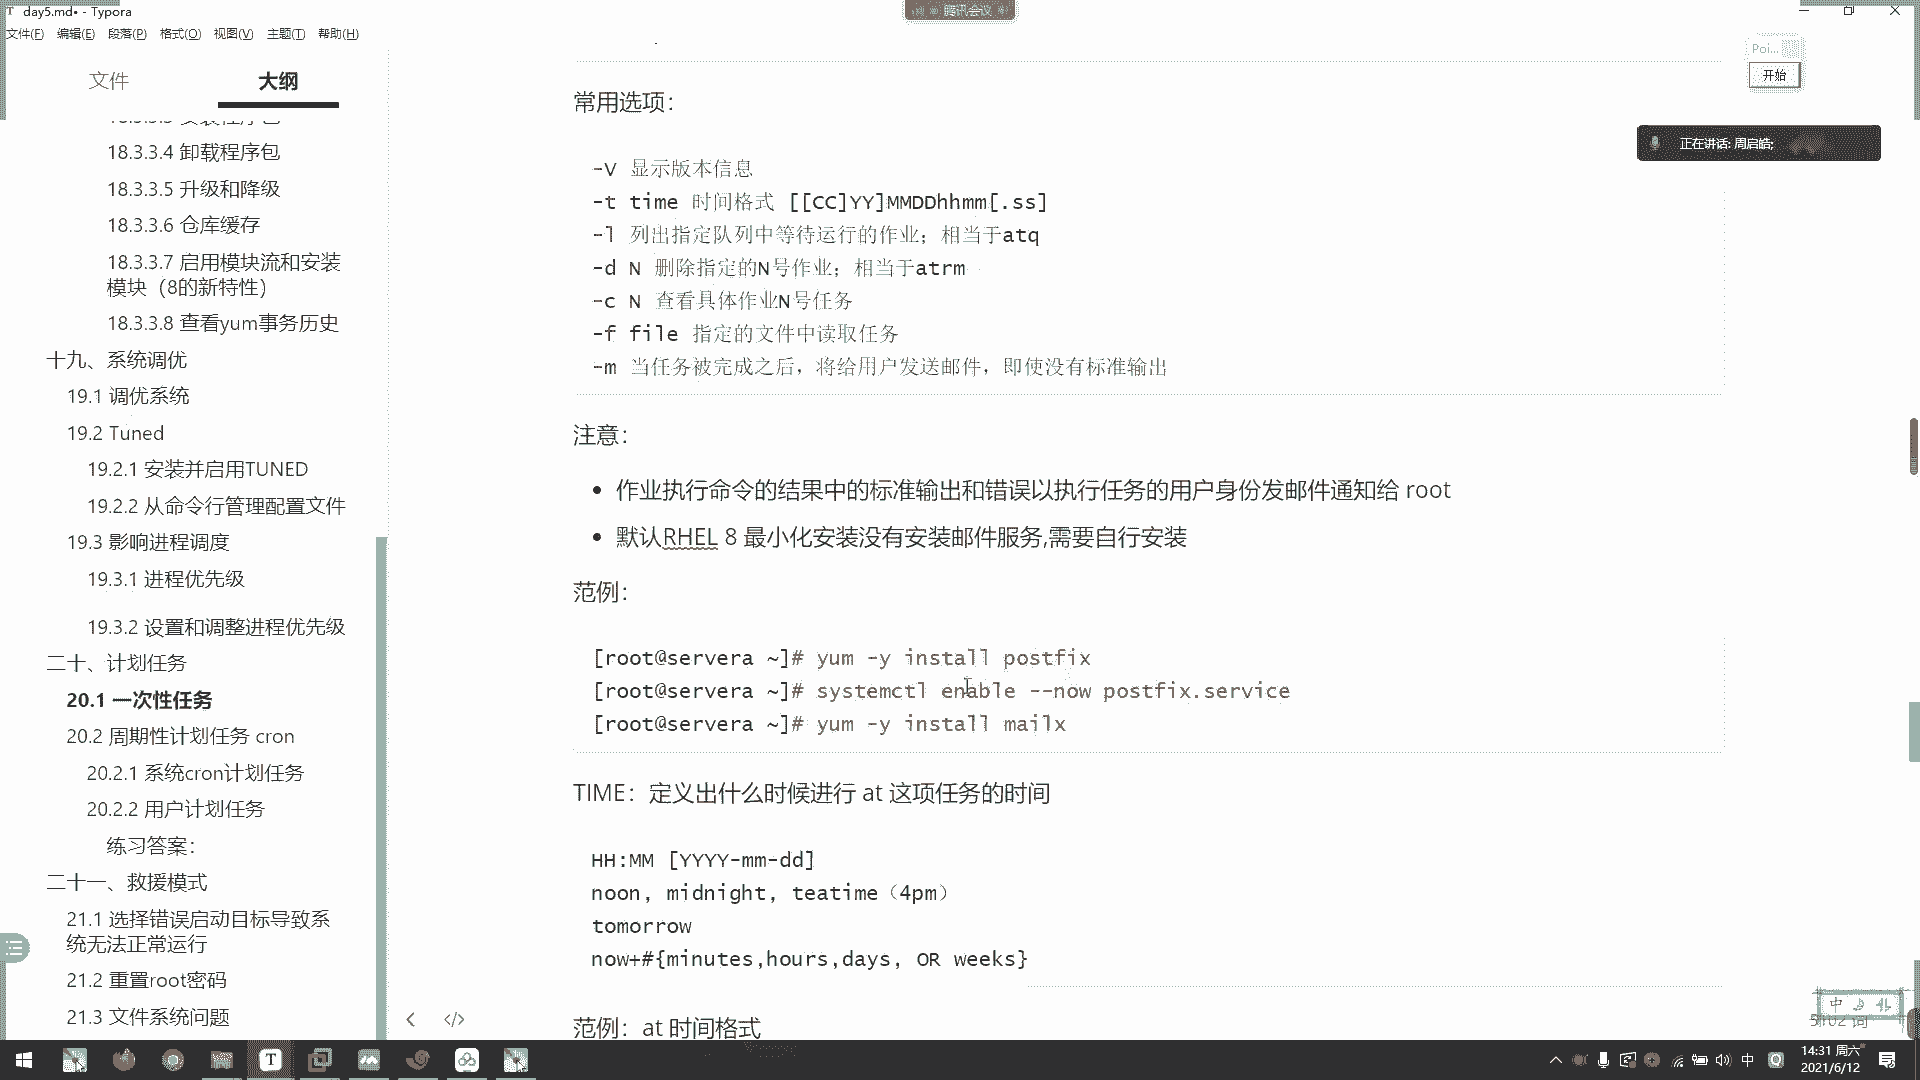 day5.md• - Typora
腾讯会议
文件(F) 编辑(E) 段落(P) 格式(O) 视图(V) 主题(T) 帮助(H)
文件
大纲
18.3.3.4 卸载程序包
18.3.3.5 升级和降级
18.3.3.6 仓库缓存
18.3.3.7 启用模块流和安装
模块（8的新特性）
18.3.3.8 查看yum事务历史
十九、系统调优
19.1 调优系统
19.2 Tuned
19.2.1 安装并启用TUNED
19.2.2 从命令行管理配置文件
19.3 影响进程调度
19.3.1 进程优先级
19.3.2 设置和调整进程优先级
二十、计划任务
20.1 一次性任务
20.2 周期性计划任务 cron
20.2.1 系统cron计划任务
20.2.2 用户计划任务
练习答案：
二十一、救援模式
21.1 选择错误启动目标导致系
统无法正常运行
21.2 重置root密码
21.3 文件系统问题
常用选项：
-V 显示版本信息
-t time 时间格式 [[CC]YY]MMDDhhmm[.ss]
-l 列出指定队列中等待运行的作业；相当于atq
-d N 删除指定的N号作业；相当于atrm
-c N 查看具体作业N号任务
-f file 指定的文件中读取任务
-m 当任务被完成之后，将给用户发送邮件，即使没有标准输出
注意：
• 作业执行命令的结果中的标准输出和错误以执行任务的用户身份发邮件通知给 root
• 默认RHEL 8 最小化安装没有安装邮件服务,需要自行安装
范例：
[root@servera ~]# yum -y install postfix
[root@servera ~]# systemctl enable --now postfix.service
[root@servera ~]# yum -y install mailx
TIME：定义出什么时候进行 at 这项任务的时间
HH:MM [YYYY-mm-dd]
noon, midnight, teatime（4pm）
tomorrow
now+#{minutes,hours,days, OR weeks}
范例：at 时间格式
Poi...
开始
正在讲话: 周启皓;
中
14:31 周六
2021/6/12